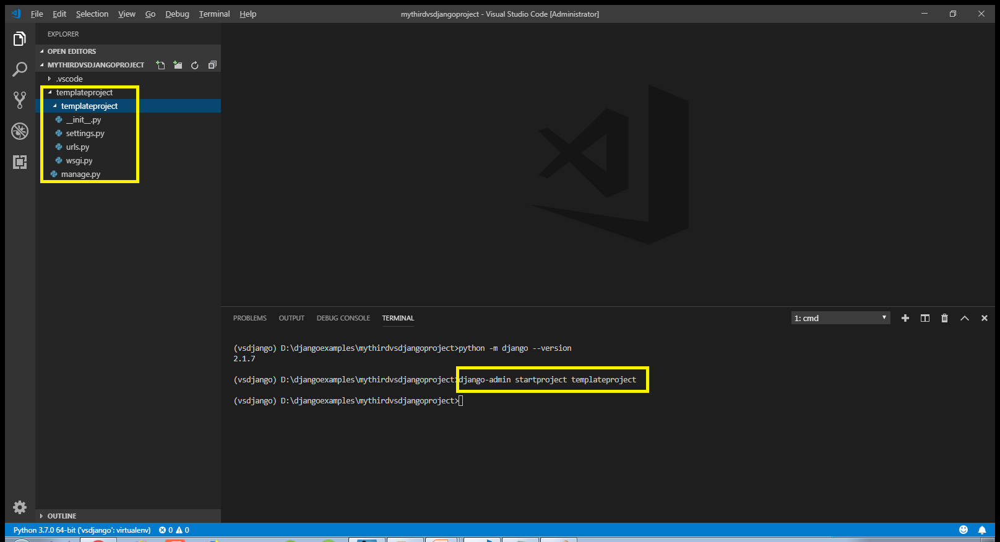 File Edit Selection View Go Debug Terminal Help
mythirdvsdjangoproject - Visual Studio Code [Administrator]
EXPLORER
OPEN EDITORS
MYTHIRDVSDJANGOPROJECT
.vscode
templateproject
templateproject
__init__.py
settings.py
urls.py
wsgi.py
manage.py
OUTLINE
PROBLEMS OUTPUT DEBUG CONSOLE TERMINAL
1: cmd
(vsdjango) D:\djangoexamples\mythirdvsdjangoproject>python -m django --version
2.1.7
(vsdjango) D:\djangoexamples\mythirdvsdjangoproject>django-admin startproject templateproject
(vsdjango) D:\djangoexamples\mythirdvsdjangoproject>
Python 3.7.0 64-bit ('vsdjango': virtualenv) 0 0